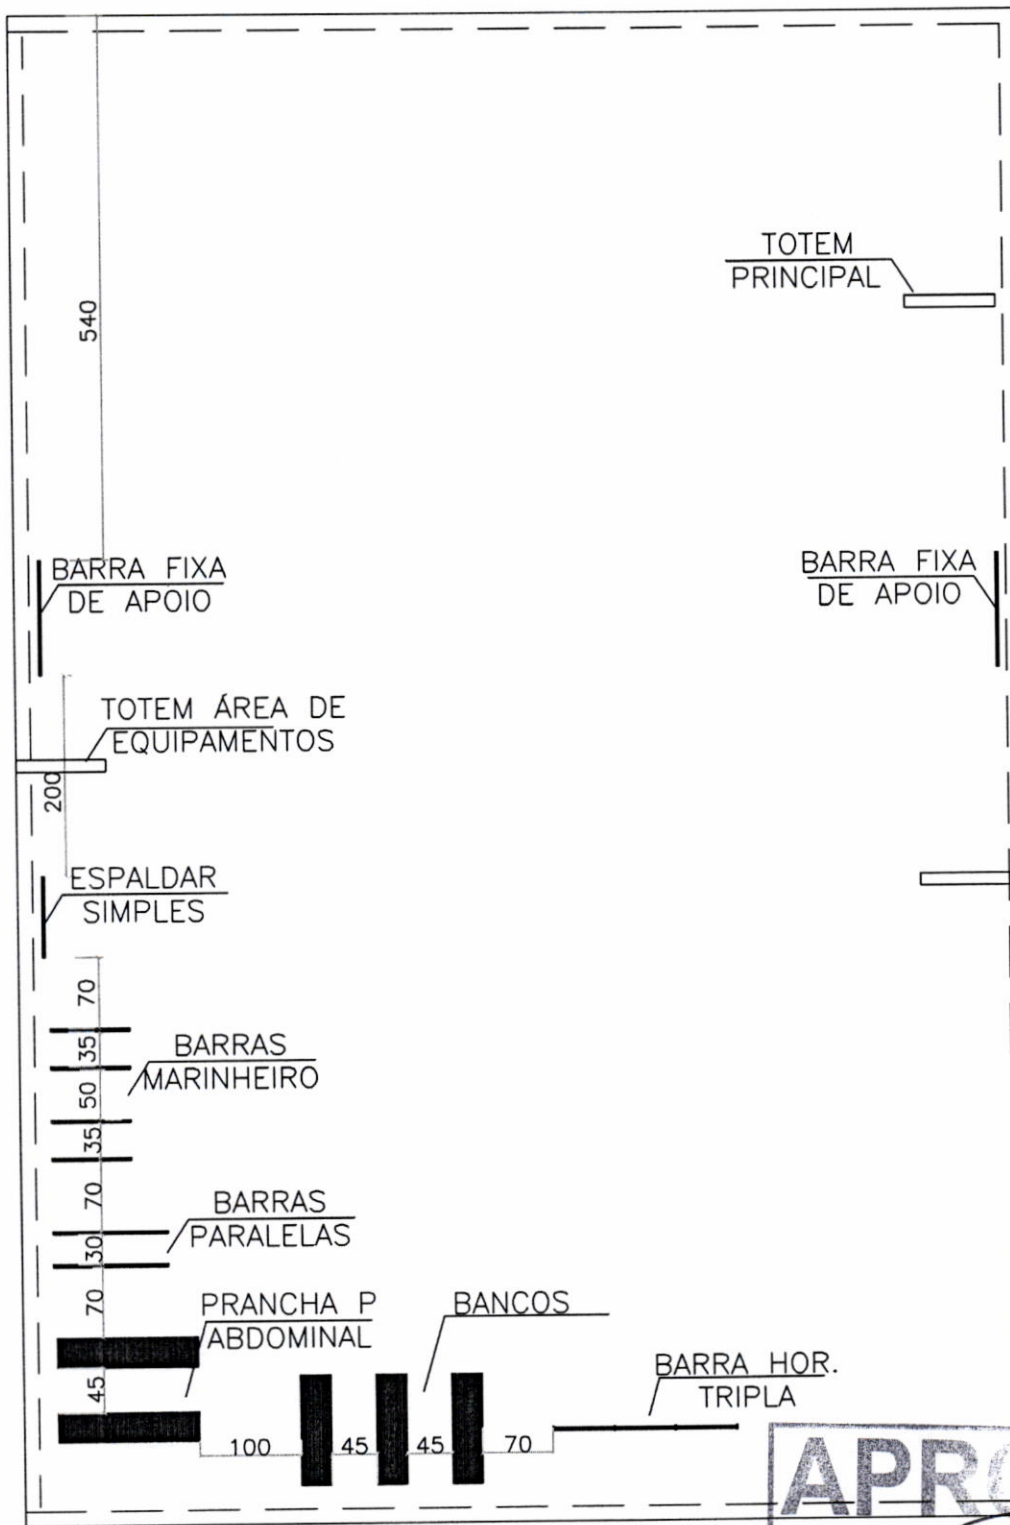 TOTEM
PRINCIPAL
540
BARRA FIXA
DE APOIO
BARRA FIXA
DE APOIO
TOTEM ÁREA DE
EQUIPAMENTOS
200
ESPALDAR
SIMPLES
70
35
BARRAS
MARINHEIRO
50
35
70
BARRAS
PARALELAS
30
70
PRANCHA P
ABDOMINAL
BANCOS
45
BARRA HOR.
TRIPLA
100
45
45
70